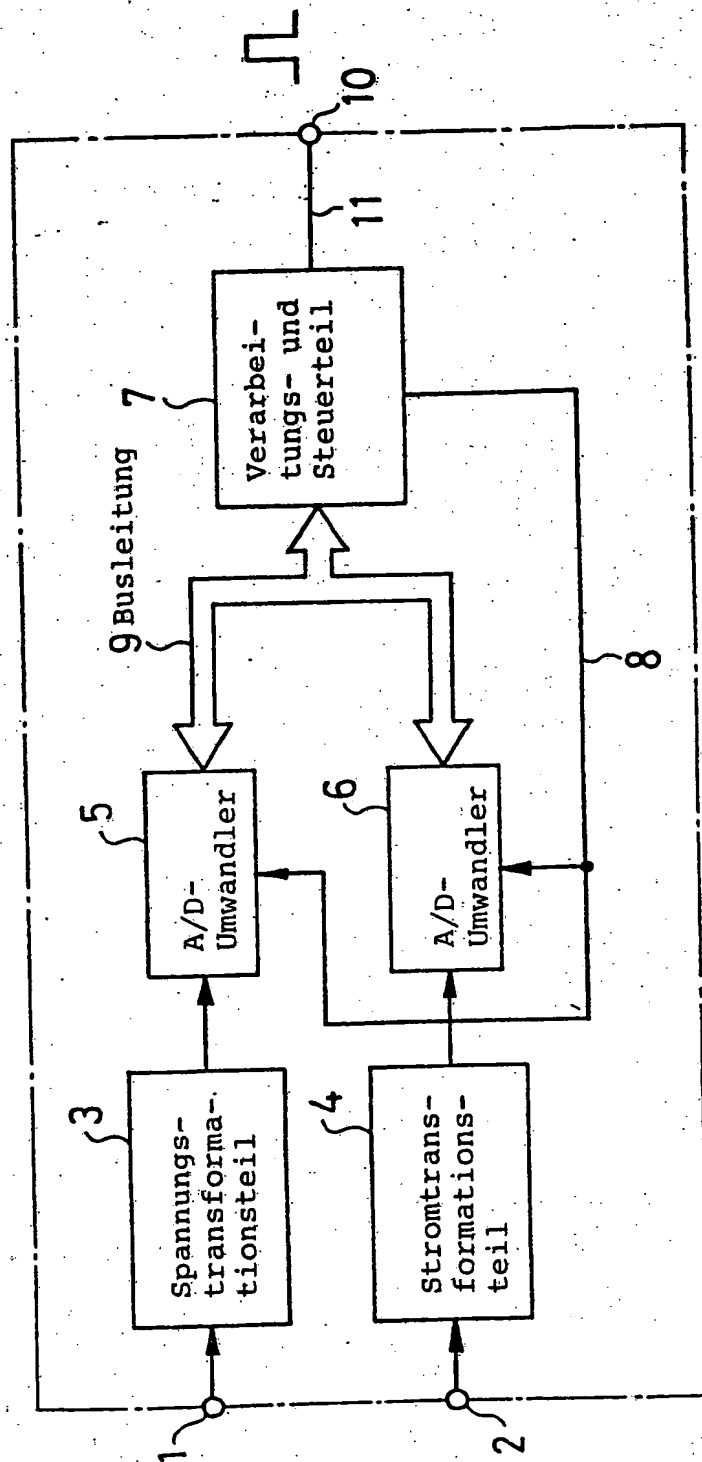 1
2
3
Spannungs-
transforma-
tionsteil
4
Stromtrans-
formations-
teil
5
A/D-
Umwandler
6
A/D-
Umwandler
9 Busleitung
7
Verarbei-
tungs- und
Steuerteil
8
11
10